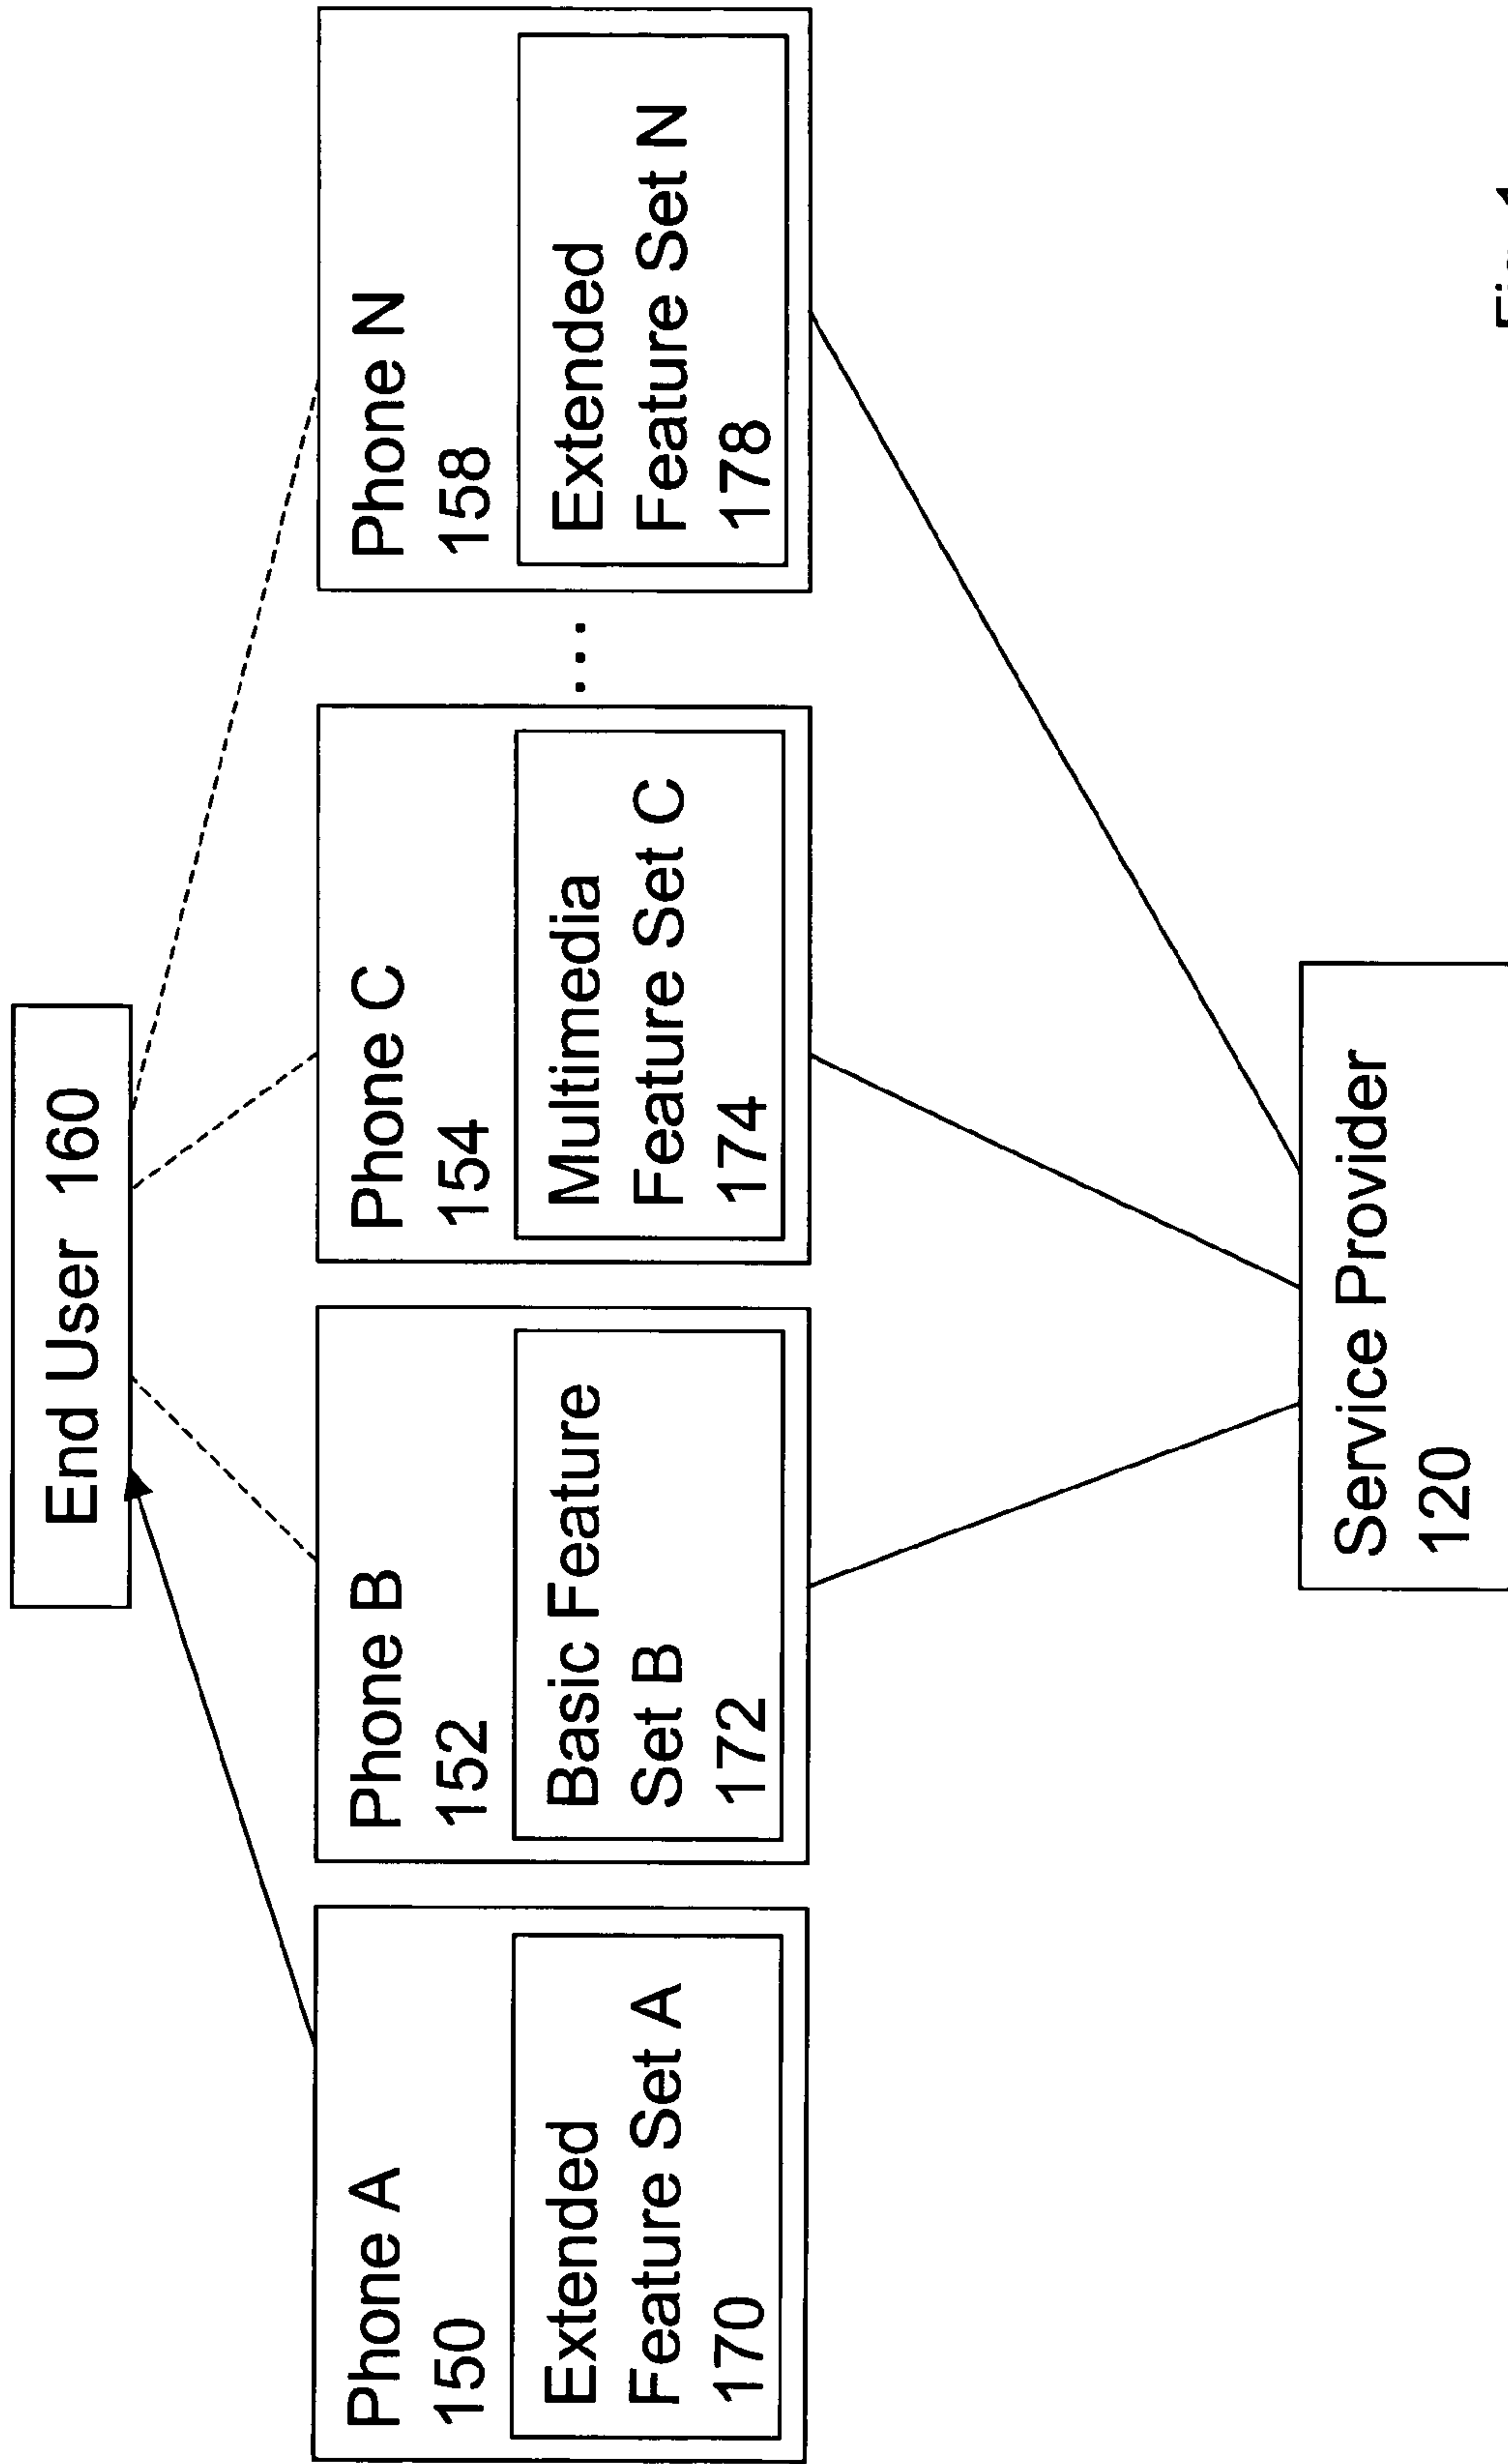 End User 160
Phone A
150
Extended
Feature Set A
170
Phone B
152
Basic Feature
Set B
172
Phone C
154
Multimedia
Feature Set C
174
...
Phone N
158
Extended
Feature Set N
178
Service Provider
120